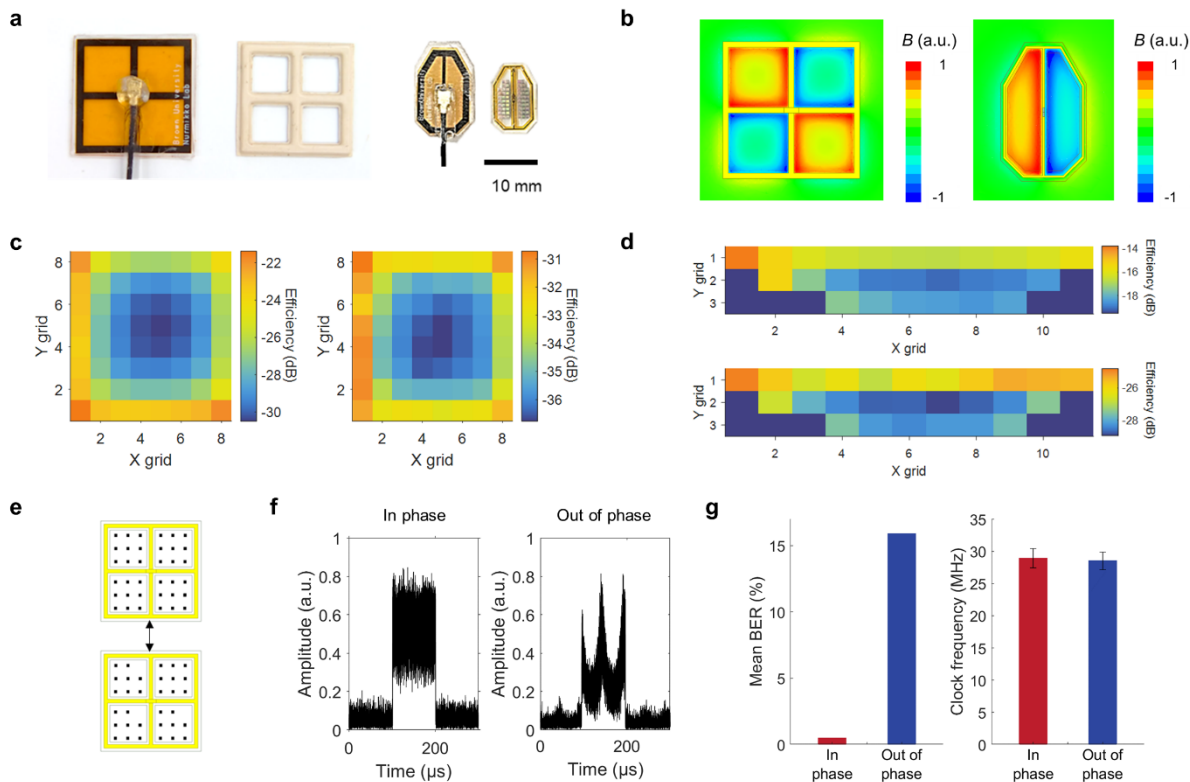 a
Brown University
Nurmikko Lab
10 mm
b
B (a.u.)
1
-1
B (a.u.)
1
-1
c
Y grid
8
6
4
2
2 4 6 8
X grid
-22
-24
-26
-28
-30
Efficiency (dB)
Y grid
8
6
4
2
2 4 6 8
X grid
-31
-32
-33
-34
-35
-36
Efficiency (dB)
d
Y grid
1
2
3
2 4 6 8 10
X grid
-14
-16
-18
Efficiency (dB)
Y grid
1
2
3
2 4 6 8 10
X grid
-26
-28
Efficiency (dB)
e
f
In phase
Amplitude (a.u.)
1
0.8
0.6
0.4
0.2
0
0 200
Time (µs)
Out of phase
Amplitude (a.u.)
1
0.8
0.6
0.4
0.2
0
0 200
Time (µs)
g
Mean BER (%)
15
10
5
0
In phase
Out of phase
Clock frequency (MHz)
35
30
25
20
15
10
5
0
In phase
Out of phase